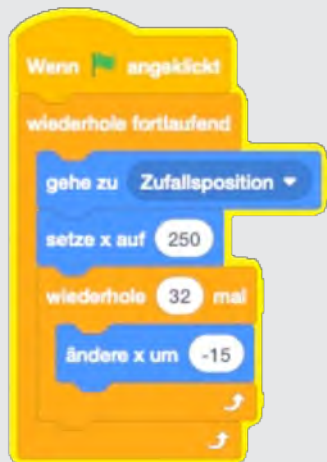 Wenn angeklickt
wiederhole fortlaufend
gehe zu Zufallsposition
setze x auf 250
wiederhole 32 mal
ändere x um -15